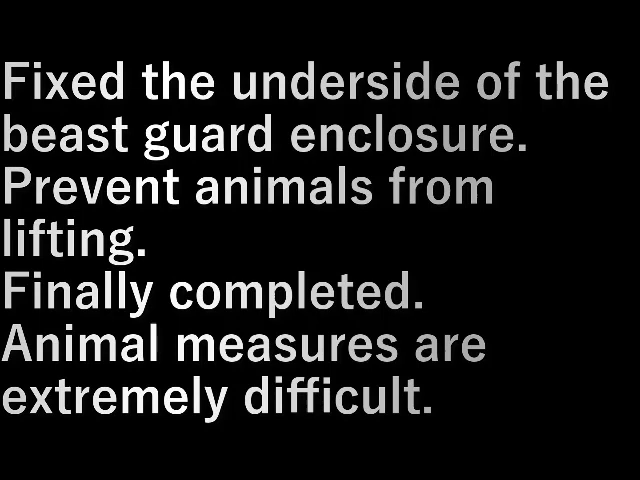 Fixed the underside of the
beast guard enclosure.
Prevent animals from
lifting.
Finally completed.
Animal measures are
extremely difficult.